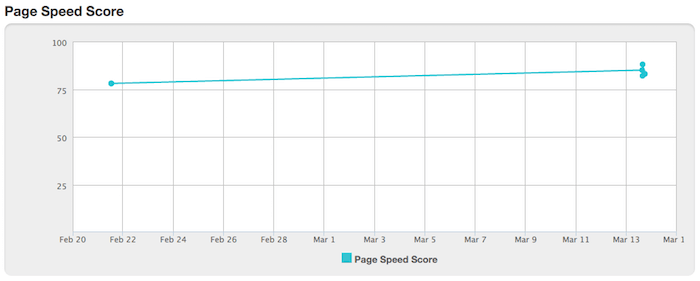 Page Speed Score
100
75
50
25
Feb 20 Feb 22 Feb 24 Feb 26 Feb 28 Mar 1 Mar 3 Mar 5 Mar 7 Mar 9 Mar 11 Mar 13 Mar 1
Page Speed Score